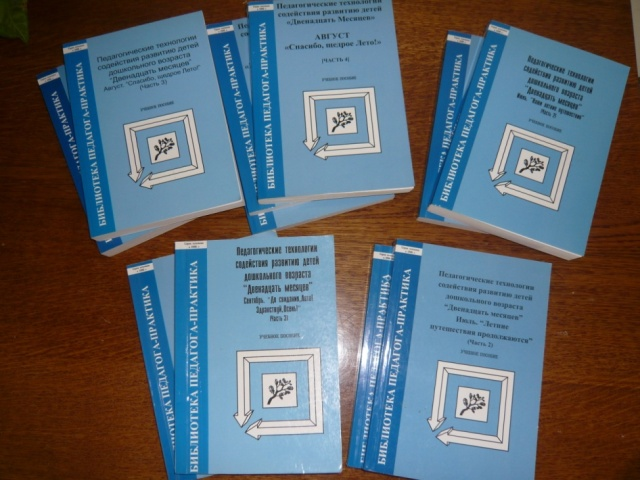 БИБЛИОТЕКА ПЕДАГОГА-ПРАКТИКА
Педагогические технологии
содействия развитию детей
дошкольного возраста
"Двенадцать месяцев"
Август. "Спасибо, щедрое Лето!"
(Часть 3)
УЧЕБНОЕ ПОСОБИЕ
БИБЛИОТЕКА ПЕДАГОГА-ПРАКТИКА
Педагогические технологии
содействия развитию детей
«Двенадцать Месяцев»
АВГУСТ
«Спасибо, щедрое Лето!»
(ЧАСТЬ 4)
УЧЕБНОЕ ПОСОБИЕ
БИБЛИОТЕКА ПЕДАГОГА-ПРАКТИКА
Педагогические технологии
содействия развитию детей
дошкольного возраста
"Двенадцать месяцев"
УЧЕБНОЕ ПОСОБИЕ
БИБЛИОТЕКА ПЕДАГОГА-ПРАКТИКА
Педагогические технологии
содействия развитию детей
дошкольного возраста
"Двенадцать месяцев"
Сентябрь. "До свидания,Лето!
Здравствуй,Осень!"
(Часть 3)
УЧЕБНОЕ ПОСОБИЕ
БИБЛИОТЕКА ПЕДАГОГА-ПРАКТИКА
Педагогические технологии
содействия развитию детей
дошкольного возраста
"Двенадцать месяцев"
Июль. "Летние
путешествия продолжаются"
(Часть 2)
УЧЕБНОЕ ПОСОБИЕ